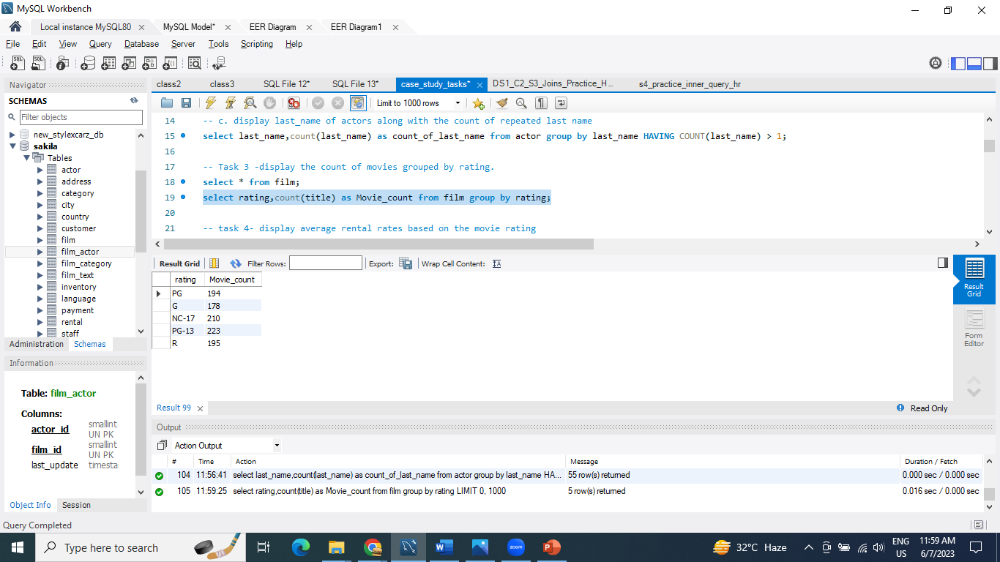 MySQL Workbench
Local instance MySQL80 MySQL Model* EER Diagram EER Diagram1
File Edit View Query Database Server Tools Scripting Help
Navigator
SCHEMAS
Filter objects
new_stylexcarz_db
sakila
Tables
actor
address
category
city
country
customer
film
film_actor
film_category
film_text
inventory
language
payment
rental
staff
Administration Schemas
Information
Table: film_actor
Columns:
actor_id smallint UN PK
film_id smallint UN PK
last_update timesta
Object Info Session
class2 class3 SQL File 12* SQL File 13* case_study_tasks* DS1_C2_S3_Joins_Practice_H... s4_practice_inner_query_hr
Limit to 1000 rows
14 -- c. display last_name of actors along with the count of repeated last name
15 select last_name,count(last_name) as count_of_last_name from actor group by last_name HAVING COUNT(last_name) > 1;
16
17 -- Task 3 -display the count of movies grouped by rating.
18 select * from film;
19 select rating,count(title) as Movie_count from film group by rating;
20
21 -- task 4- display average rental rates based on the movie rating
Result Grid Filter Rows: Export: Wrap Cell Content:
rating Movie_count
PG 194
G 178
NC-17 210
PG-13 223
R 195
Result Grid
Form Editor
Result 99 Read Only
Output
Action Output
# Time Action Message Duration / Fetch
104 11:56:41 select last_name,count(last_name) as count_of_last_name from actor group by last_name HA... 55 row(s) returned 0.000 sec / 0.000 sec
105 11:59:25 select rating,count(title) as Movie_count from film group by rating LIMIT 0, 1000 5 row(s) returned 0.016 sec / 0.000 sec
Query Completed
Type here to search 32°C Haze ENG US 11:59 AM 6/7/2023